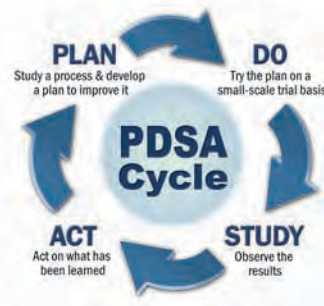 PLAN
Study a process & develop
a plan to improve it
DO
Try the plan on a
small-scale trial basis
PDSA
Cycle
ACT
Act on what has
been learned
STUDY
Observe the
results